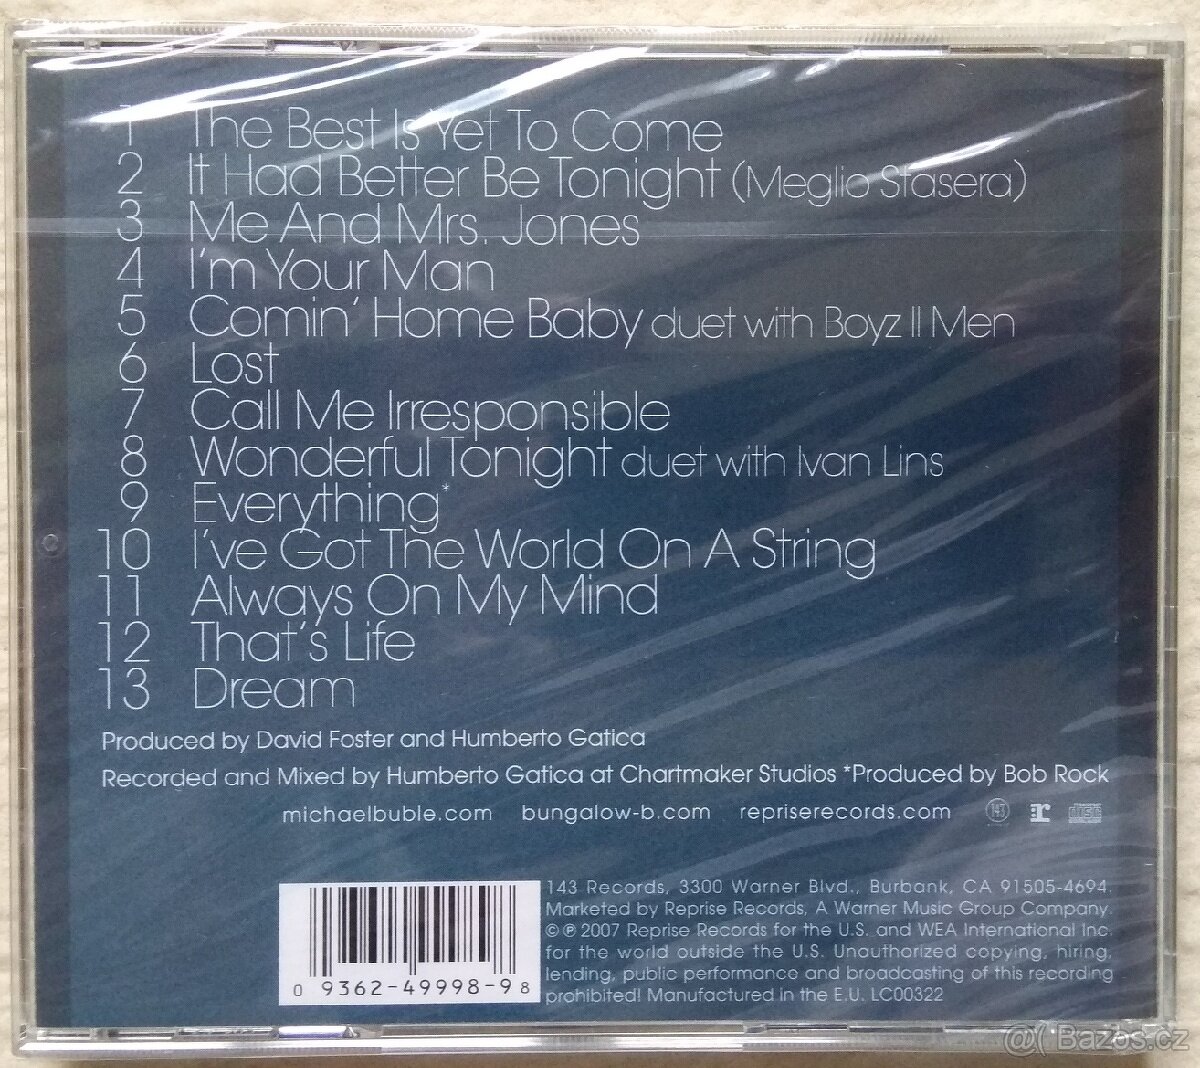 1 The Best Is Yet To Come
2 It Had Better Be Tonight (Meglio Stasera)
3 Me And Mrs. Jones
4 I'm Your Man
5 Comin' Home Baby duet with Boyz II Men
6 Lost
7 Call Me Irresponsible
8 Wonderful Tonight duet with Ivan Lins
9 Everything*
10 I've Got The World On A String
11 Always On My Mind
12 That's Life
13 Dream
Produced by David Foster and Humberto Gatica
Recorded and Mixed by Humberto Gatica at Chartmaker Studios *Produced by Bob Rock
michaelbuble.com bungalow-b.com repriserecords.com 143 r disc
143 Records, 3300 Warner Blvd., Burbank, CA 91505-4694.
Marketed by Reprise Records, A Warner Music Group Company.
© ℗ 2007 Reprise Records for the U.S. and WEA International Inc.
for the world outside the U.S. Unauthorized copying, hiring,
lending, public performance and broadcasting of this recording
prohibited! Manufactured in the E.U. LC00322
0 93624-99989 8
@( Bazos.cz